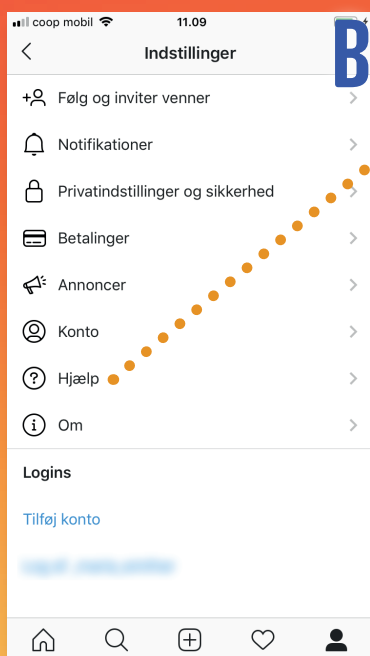 coop mobil 11.09
Indstillinger
B
Følg og inviter venner
Notifikationer
Privatindstillinger og sikkerhed
Betalinger
Annoncer
Konto
Hjælp
Om
Logins
Tilføj konto